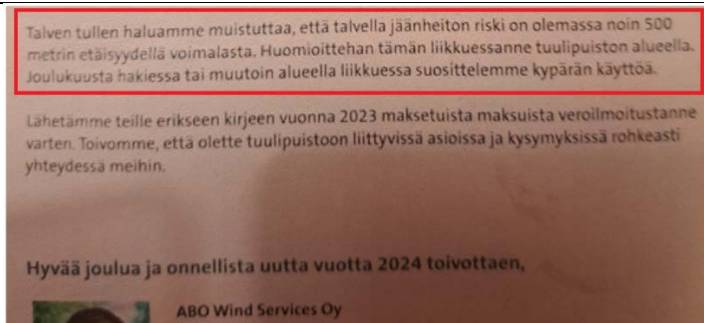 Talven tullen haluamme muistuttaa, että talvella jäänheiton riski on olemassa noin 500
metrin etäisyydellä voimalasta. Huomioittehan tämän liikkuessanne tuulipuiston alueella.
Joulukuusta hakiessa tai muutoin alueella liikkuessa suosittelemme kypärän käyttöä.
Lähetämme teille erikseen kirjeen vuonna 2023 maksetuista maksuista veroilmoitustanne
varten. Toivomme, että olette tuulipuistoon liittyvissä asioissa ja kysymyksissä rohkeasti
yhteydessä meihin.
Hyvää joulua ja onnellista uutta vuotta 2024 toivottaen,
ABO Wind Services Oy